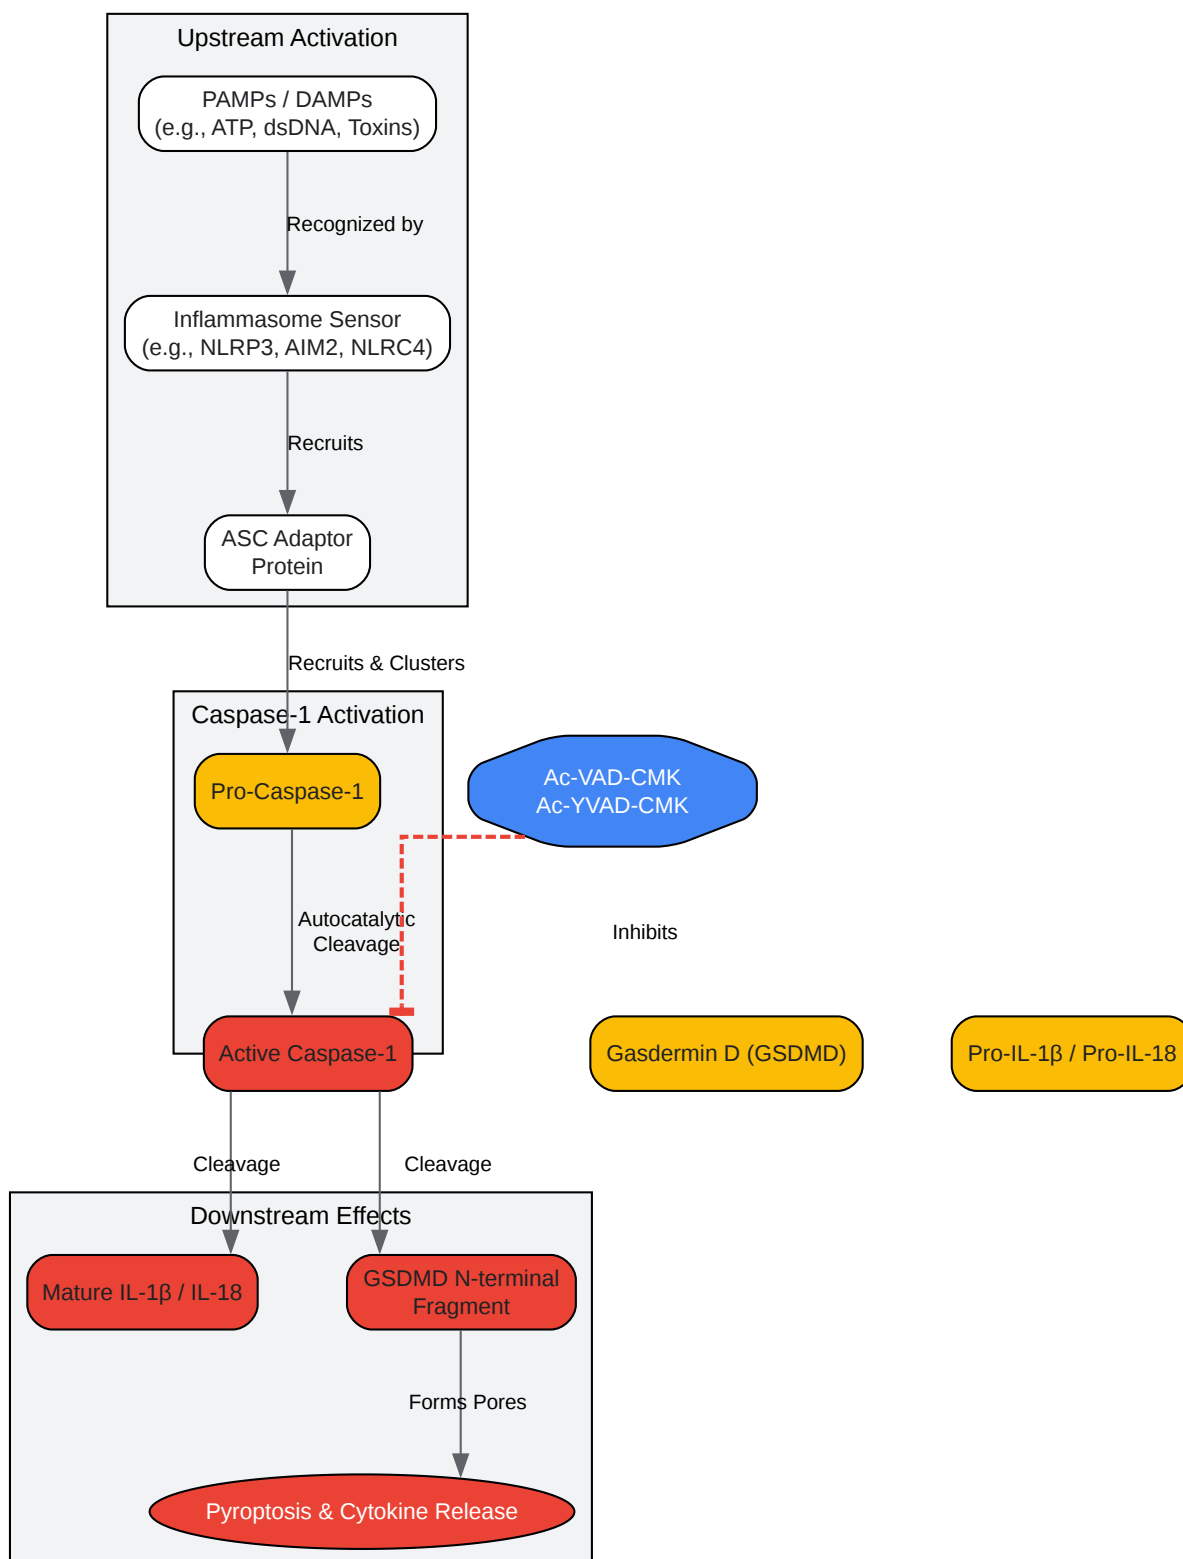 Upstream Activation
PAMPs / DAMPs
(e.g., ATP, dsDNA, Toxins)
Recognized by
Inflammasome Sensor
(e.g., NLRP3, AIM2, NLRC4)
Recruits
ASC Adaptor
Protein
Recruits & Clusters
Caspase-1 Activation
Pro-Caspase-1
Ac-VAD-CMK
Ac-YVAD-CMK
Autocatalytic
Cleavage
Inhibits
Active Caspase-1
Gasdermin D (GSDMD)
Pro-IL-1β / Pro-IL-18
Cleavage
Cleavage
Downstream Effects
Mature IL-1β / IL-18
GSDMD N-terminal
Fragment
Forms Pores
Pyroptosis & Cytokine Release